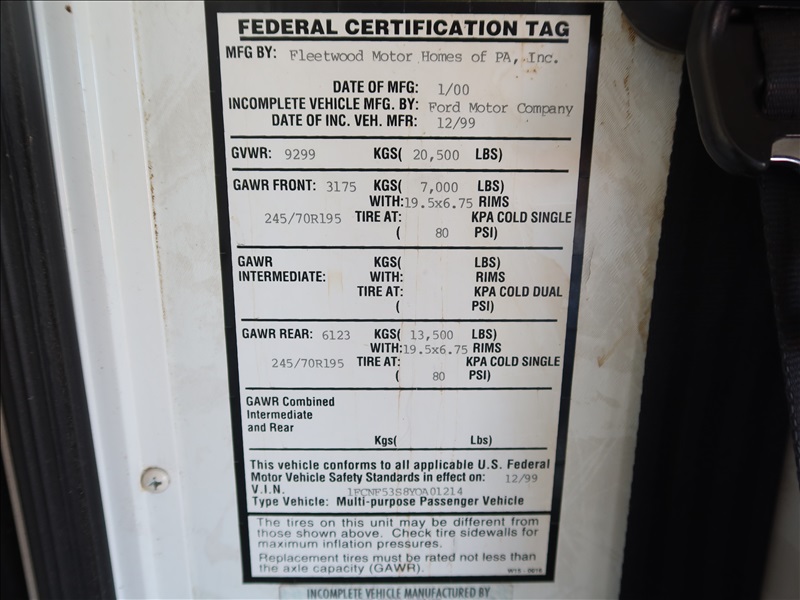 FEDERAL CERTIFICATION TAG
MFG BY: Fleetwood Motor Homes of PA, Inc.
DATE OF MFG: 1/00
INCOMPLETE VEHICLE MFG. BY: Ford Motor Company
DATE OF INC. VEH. MFR: 12/99
GVWR: 9299 KGS( 20,500 LBS)
GAWR FRONT: 3175 KGS( 7,000 LBS)
WITH: 19.5x6.75 RIMS
245/70R195 TIRE AT: KPA COLD SINGLE
( 80 PSI)
GAWR KGS( LBS)
INTERMEDIATE: WITH: RIMS
TIRE AT: KPA COLD DUAL
( PSI)
GAWR REAR: 6123 KGS( 13,500 LBS)
WITH: 19.5x6.75 RIMS
245/70R195 TIRE AT: KPA COLD SINGLE
( 80 PSI)
GAWR Combined
Intermediate
and Rear
Kgs( Lbs)
This vehicle conforms to all applicable U.S. Federal
Motor Vehicle Safety Standards in effect on: 12/99
V.I.N. 1FCNF53S8YOA01214
Type Vehicle: Multi-purpose Passenger Vehicle
The tires on this unit may be different from
those shown above. Check tire sidewalls for
maximum inflation pressures.
Replacement tires must be rated not less than
the axle capacity (GAWR).
INCOMPLETE VEHICLE MANUFACTURED BY